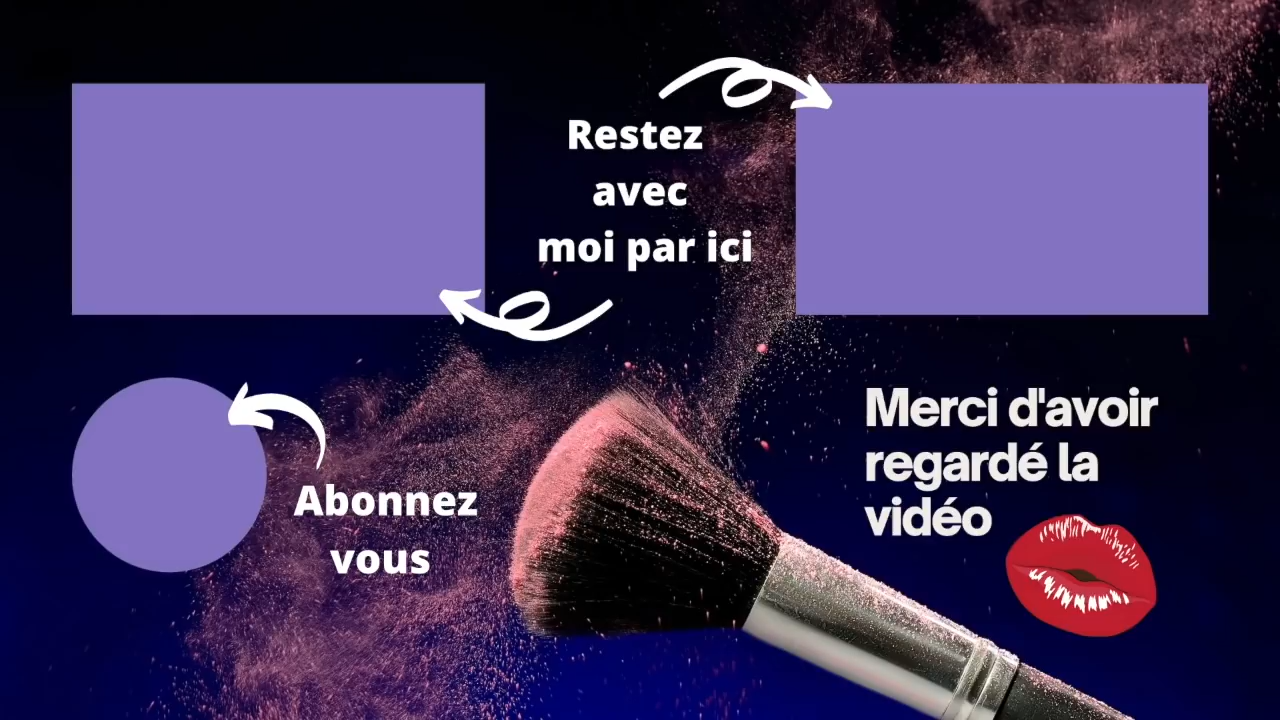 Restez
avec
moi par ici
Merci d'avoir
regardé la
vidéo
Abonnez
vous